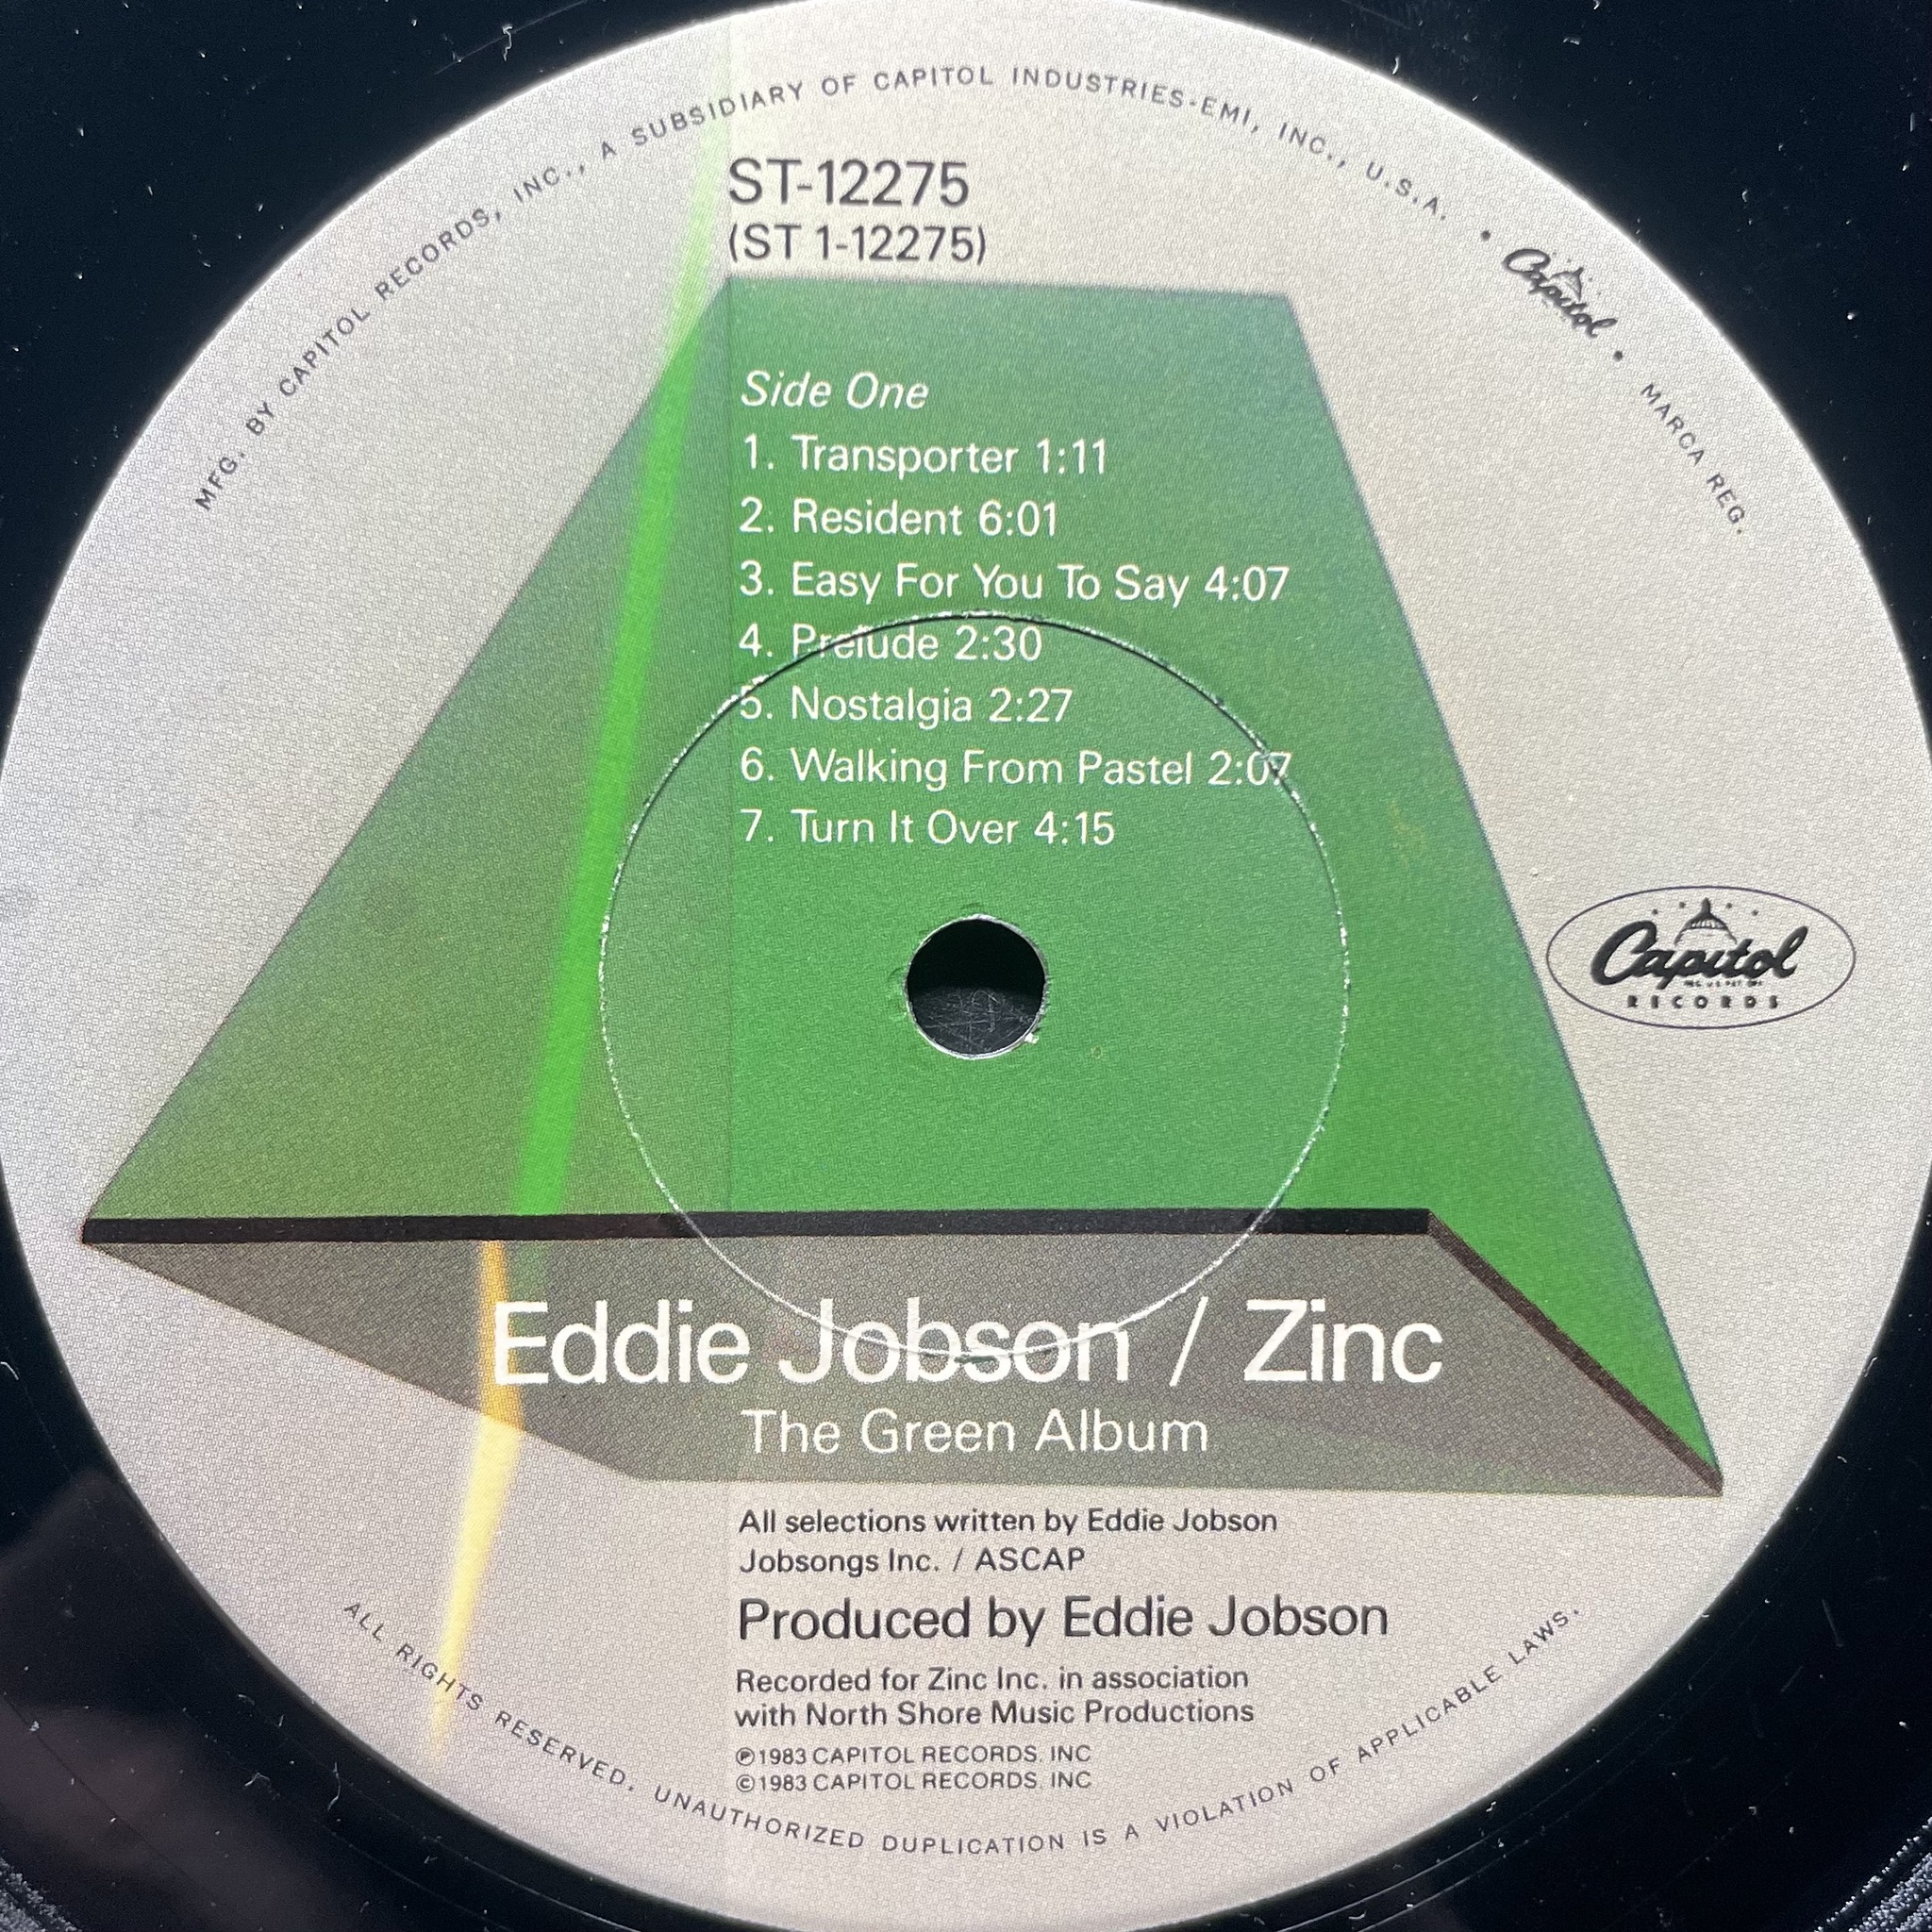 MFG. BY CAPITOL RECORDS, INC., A SUBSIDIARY OF CAPITOL INDUSTRIES-EMI, INC., U.S.A. • Capitol • MARCA REG.
ST-12275
(ST 1-12275)
Side One
1. Transporter 1:11
2. Resident 6:01
3. Easy For You To Say 4:07
4. Prelude 2:30
5. Nostalgia 2:27
6. Walking From Pastel 2:07
7. Turn It Over 4:15
Capitol
RECORDS
Eddie Jobson / Zinc
The Green Album
All selections written by Eddie Jobson
Jobsongs Inc. / ASCAP
Produced by Eddie Jobson
Recorded for Zinc Inc. in association
with North Shore Music Productions
℗1983 CAPITOL RECORDS, INC
©1983 CAPITOL RECORDS, INC
ALL RIGHTS RESERVED. UNAUTHORIZED DUPLICATION IS A VIOLATION OF APPLICABLE LAWS.